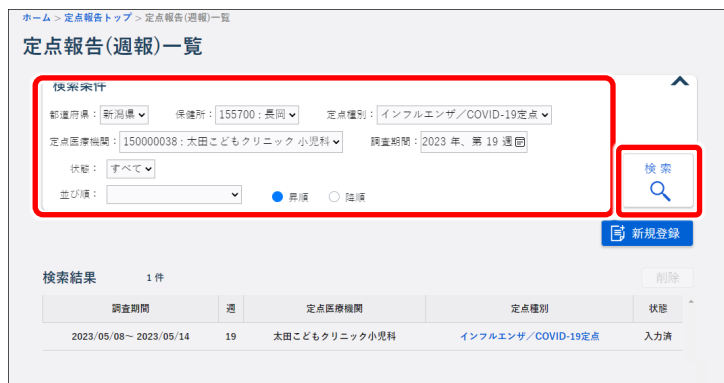 ホーム > 定点報告トップ > 定点報告(週報)一覧
定点報告(週報)一覧
検索条件
都道府県：新潟県 保健所：155700：長岡 定点種別：インフルエンザ／COVID-19定点
定点医療機関：150000038：太田こどもクリニック 小児科 調査期間：2023 年、第 19 週
状態：すべて
並び順： 昇順 降順
検索
新規登録
検索結果 1 件
削除
調査期間 週 定点医療機関 定点種別 状態
2023/05/08～ 2023/05/14 19 太田こどもクリニック小児科 インフルエンザ／COVID-19定点 入力済